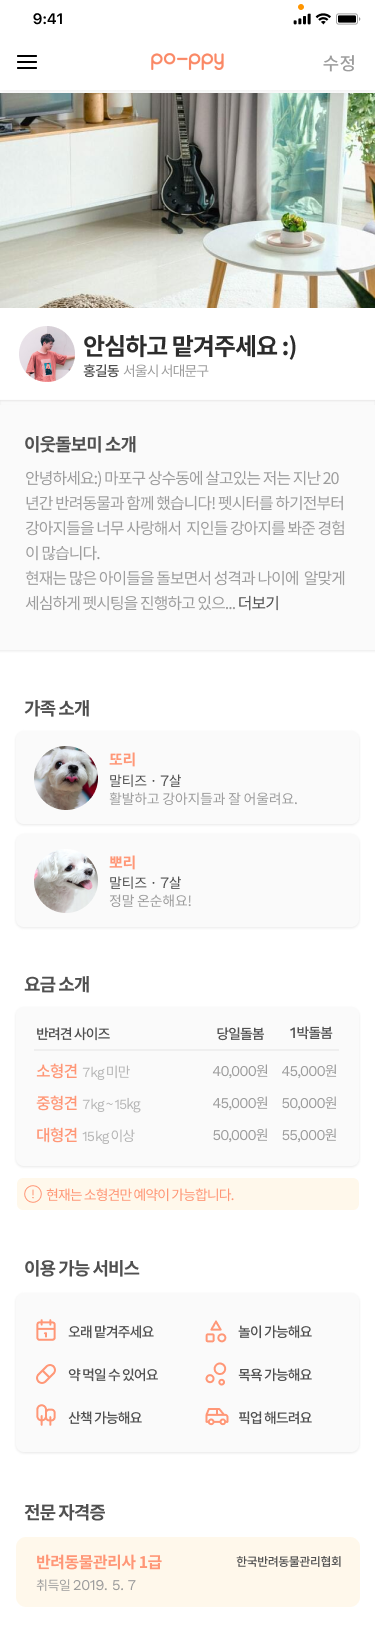 9:41
po-ppy
수정
안심하고 맡겨주세요 :)
홍길동 서울시 서대문구
이웃돌보미 소개
안녕하세요:) 마포구 상수동에 살고있는 저는 지난 20
년간 반려동물과 함께 했습니다! 펫시터를 하기전부터
강아지들을 너무 사랑해서 지인들 강아지를 봐준 경험
이 많습니다.
현재는 많은 아이들을 돌보면서 성격과 나이에 알맞게
세심하게 펫시팅을 진행하고 있으... 더보기
가족 소개
또리
말티즈 · 7살
활발하고 강아지들과 잘 어울려요.
뽀리
말티즈 · 7살
정말 온순해요!
요금 소개
반려견 사이즈 당일돌봄 1박돌봄
소형견 7kg미만 40,000원 45,000원
중형견 7kg~15kg 45,000원 50,000원
대형견 15kg이상 50,000원 55,000원
현재는 소형견만 예약이 가능합니다.
이용 가능 서비스
오래 맡겨주세요 놀이 가능해요
약 먹일 수 있어요 목욕 가능해요
산책 가능해요 픽업 해드려요
전문 자격증
반려동물관리사 1급 한국반려동물관리협회
취득일 2019. 5. 7